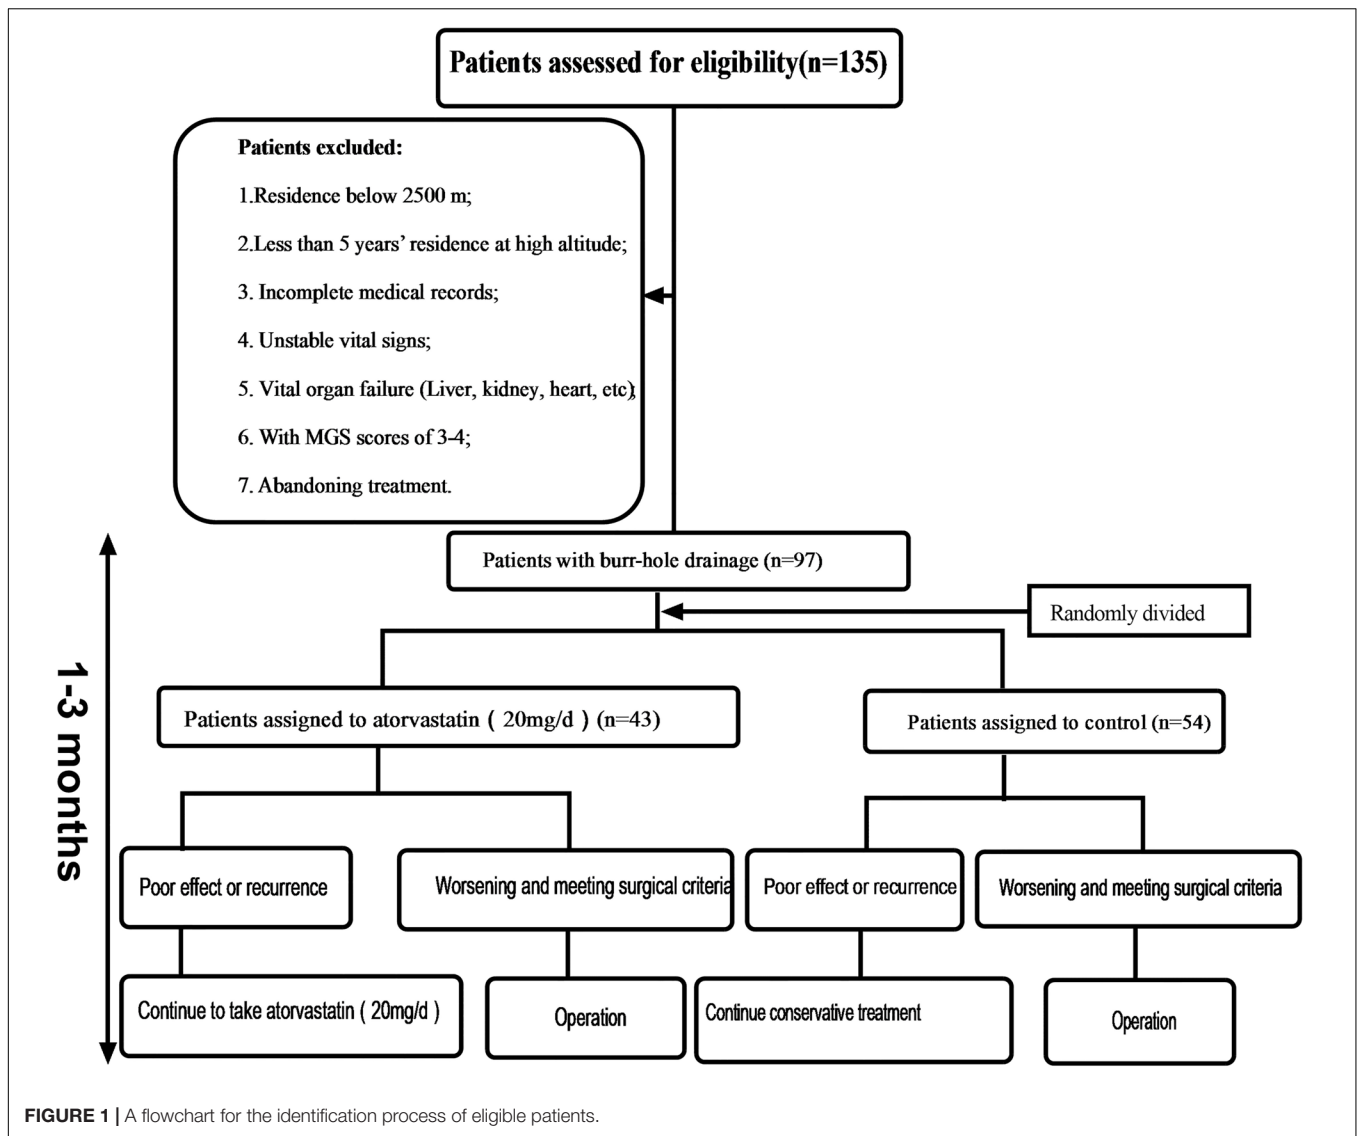 Patients assessed for eligibility(n=135)
Patients excluded:
1.Residence below 2500 m;
2.Less than 5 years’ residence at high altitude;
3. Incomplete medical records;
4. Unstable vital signs;
5. Vital organ failure (Liver, kidney, heart, etc);
6. With MGS scores of 3-4;
7. Abandoning treatment.
Patients with burr-hole drainage (n=97)
Randomly divided
1-3 months
Patients assigned to atorvastatin ( 20mg/d ) (n=43)
Patients assigned to control (n=54)
Poor effect or recurrence
Worsening and meeting surgical criteria
Poor effect or recurrence
Worsening and meeting surgical criteria
Continue to take atorvastatin ( 20mg/d )
Operation
Continue conservative treatment
Operation
FIGURE 1 | A flowchart for the identification process of eligible patients.